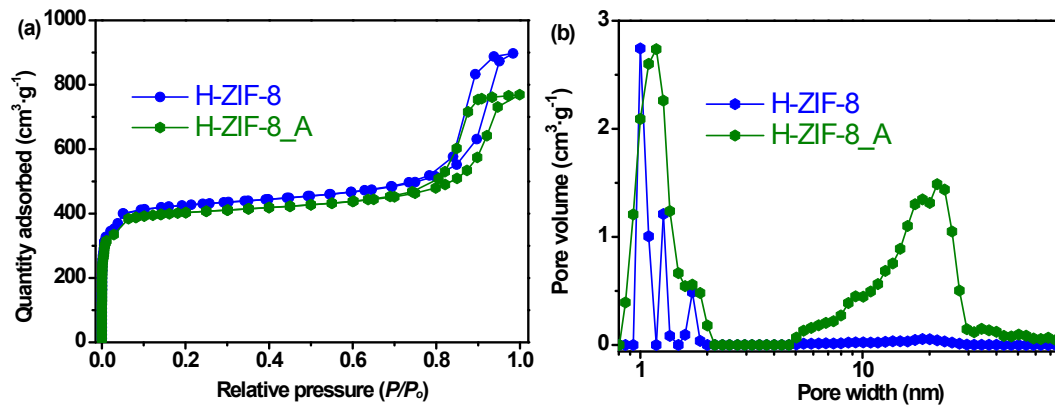 (a)
1000
800
600
400
200
0
Quantity adsorbed (cm³·g⁻¹)
H-ZIF-8
H-ZIF-8_A
0.0 0.2 0.4 0.6 0.8 1.0
Relative pressure (P/Pₒ)
(b)
3
2
1
0
Pore volume (cm³·g⁻¹)
H-ZIF-8
H-ZIF-8_A
1 10
Pore width (nm)